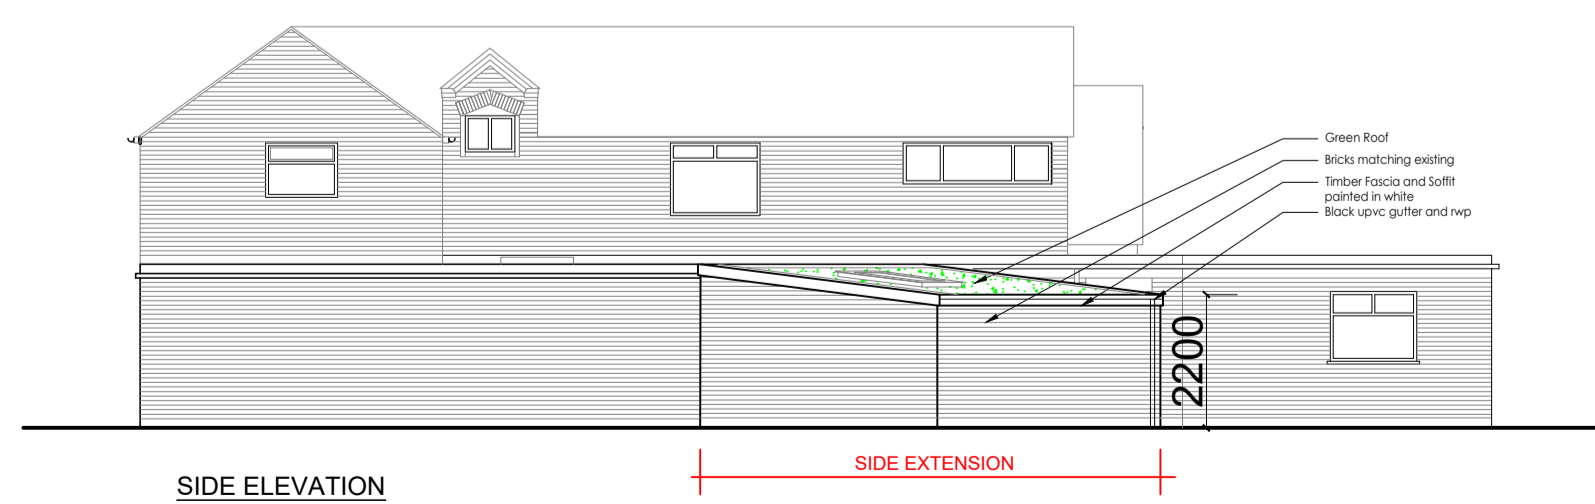 Green Roof
Bricks matching existing
Timber Fascia and Soffit
painted in white
Black upvc gutter and rwp
2200
SIDE EXTENSION
SIDE ELEVATION